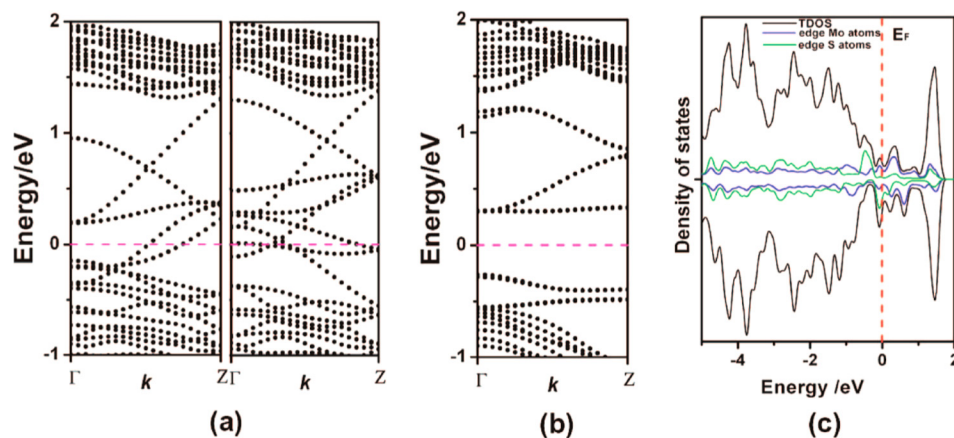 2
1
0
-1
Energy/eV
Γ
k
Z
Γ
k
Z
(a)
2
1
0
-1
Energy/eV
Γ
k
Z
(b)
TDOS
edge Mo atoms
edge S atoms
E_F
Density of states
-4
-2
0
2
Energy /eV
(c)